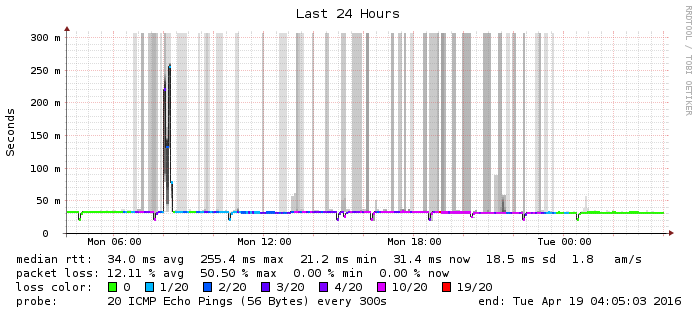 Last 24 Hours
RRDTOOL / TOBI OETIKER
Seconds
300 m
250 m
200 m
150 m
100 m
50 m
0
Mon 06:00 Mon 12:00 Mon 18:00 Tue 00:00
median rtt: 34.0 ms avg 255.4 ms max 21.2 ms min 31.4 ms now 18.5 ms sd 1.8 am/s
packet loss: 12.11 % avg 50.50 % max 0.00 % min 0.00 % now
loss color: 0 1/20 2/20 3/20 4/20 10/20 19/20
probe: 20 ICMP Echo Pings (56 Bytes) every 300s end: Tue Apr 19 04:05:03 2016